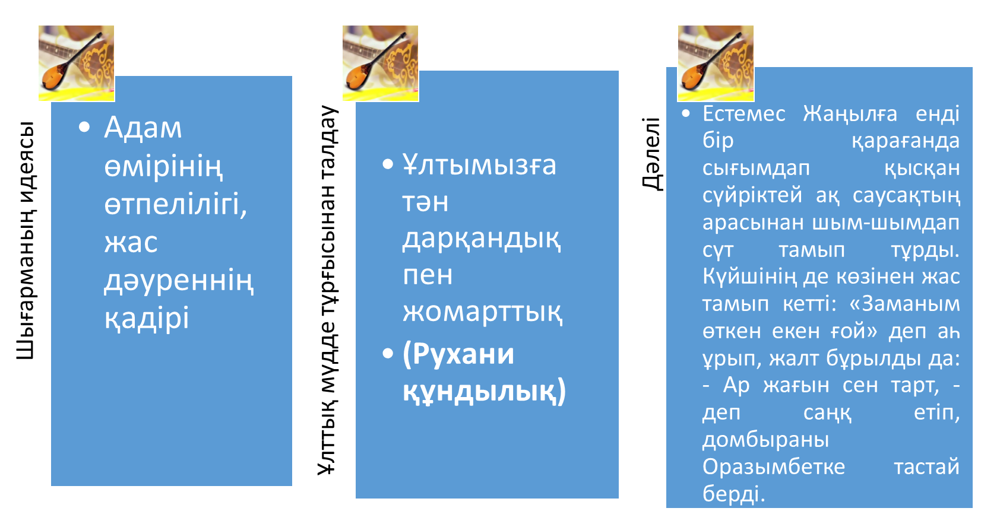 Шығарманың идеясы
• Адам
өмірінің
өтпелілігі,
жас
дәуреннің
қадірі
Ұлттық мүдде тұрғысынан талдау
• Ұлтымызға
тән
дарқандық
пен
жомарттық
• (Рухани
құндылық)
Дәлелі
• Естемес Жаңылға енді
бір қарағанда
сығымдап қысқан
сүйріктей ақ саусақтың
арасынан шым-шымдап
сүт тамып тұрды.
Күйшінің де көзінен жас
тамып кетті: «Заманым
өткен екен ғой» деп аһ
ұрып, жалт бұрылды да:
- Ар жағын сен тарт, -
деп саңқ етіп,
домбыраны
Оразымбетке тастай
берді.